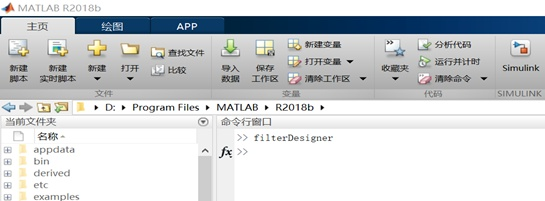 MATLAB R2018b
主页 绘图 APP
新建脚本 新建实时脚本 新建 打开 查找文件 比较 导入数据 保存工作区 新建变量 打开变量 清除工作区 收藏夹 分析代码 运行并计时 清除命令 Simulink
文件 变量 代码 SIMULINK
D: Program Files MATLAB R2018b
当前文件夹 命令行窗口
名称
>> filterDesigner
fx >>
appdata
bin
derived
etc
examples